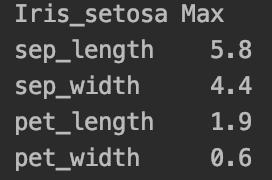 Iris_setosa Max
sep_length    5.8
sep_width     4.4
pet_length    1.9
pet_width     0.6